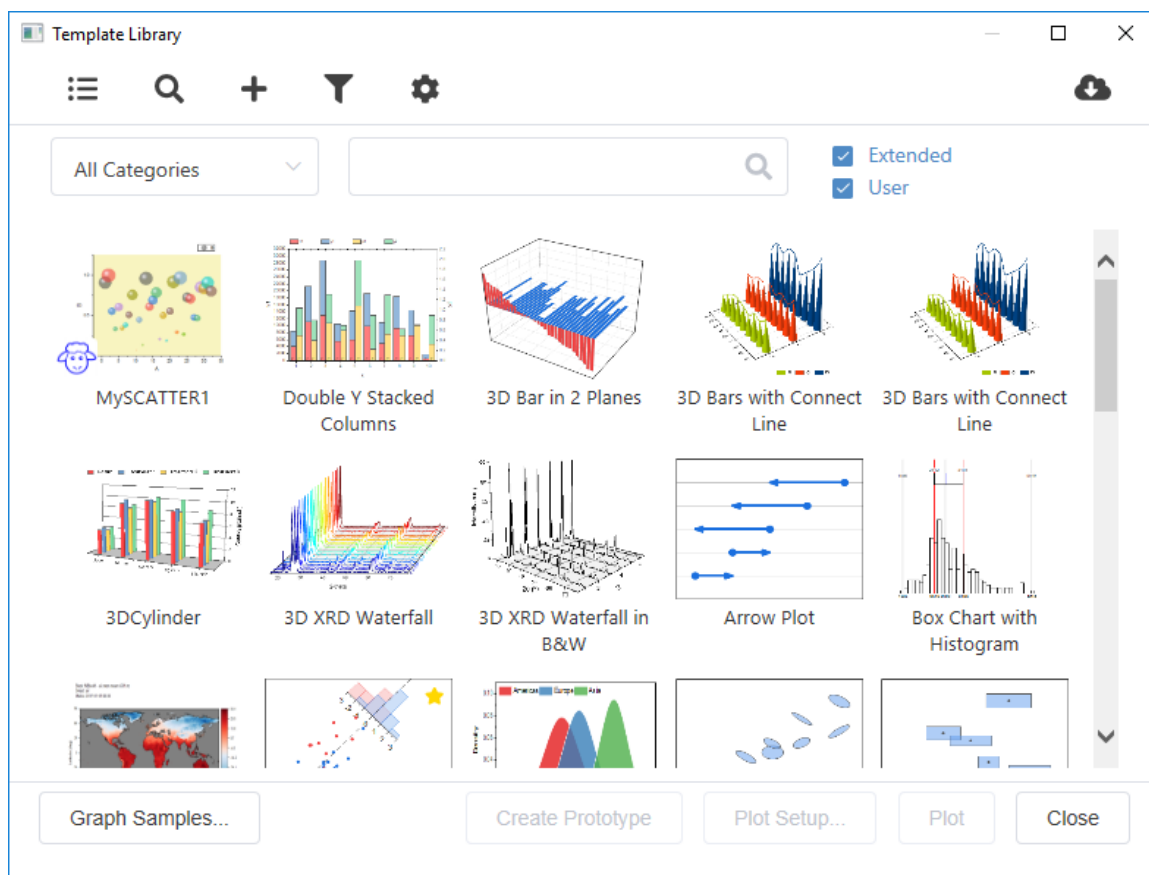 Template Library
All Categories
Extended
User
MySCATTER1
Double Y Stacked
Columns
3D Bar in 2 Planes
3D Bars with Connect
Line
3D Bars with Connect
Line
3DCylinder
3D XRD Waterfall
3D XRD Waterfall in
B&W
Arrow Plot
Box Chart with
Histogram
Americas Europe Asia
Density
Graph Samples...
Create Prototype
Plot Setup...
Plot
Close